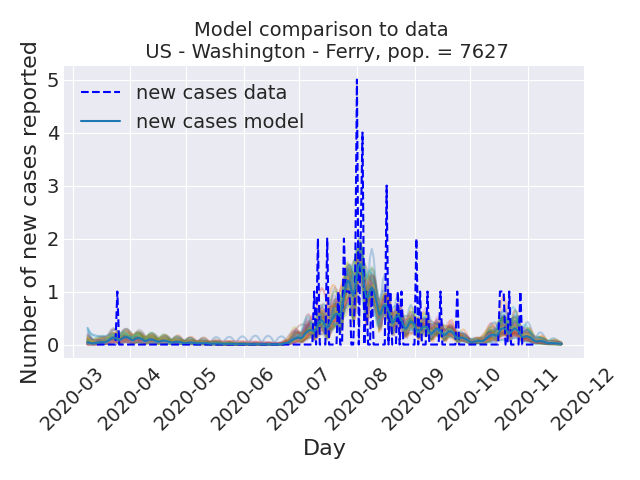 Model comparison to data
US - Washington - Ferry, pop. = 7627
Number of new cases reported
5
4
3
2
1
0
new cases data
new cases model
2020-03
2020-04
2020-05
2020-06
2020-07
2020-08
2020-09
2020-10
2020-11
2020-12
Day